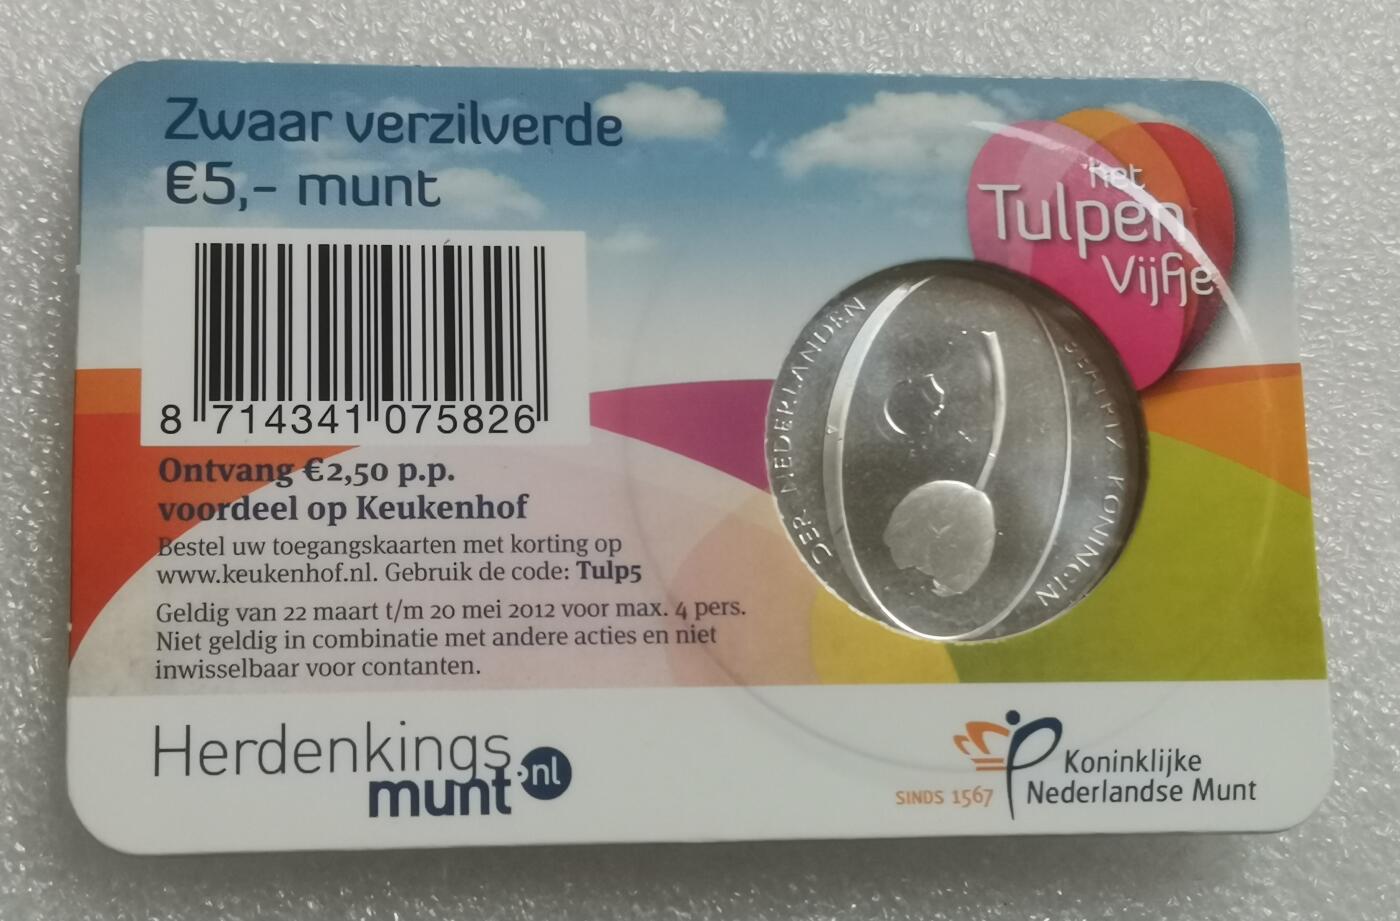 Zwaar verzilverde
€5,- munt
het
Tulpen
Vijfje
8 714341 075826
DER NEDERLANDEN
BEATRIX KONINGIN
Ontvang €2,50 p.p.
voordeel op Keukenhof
Bestel uw toegangskaarten met korting op
www.keukenhof.nl. Gebruik de code: Tulp5
Geldig van 22 maart t/m 20 mei 2012 voor max. 4 pers.
Niet geldig in combinatie met andere acties en niet
inwisselbaar voor contanten.
Herdenkings
munt.nl
SINDS 1567
Koninklijke
Nederlandse Munt